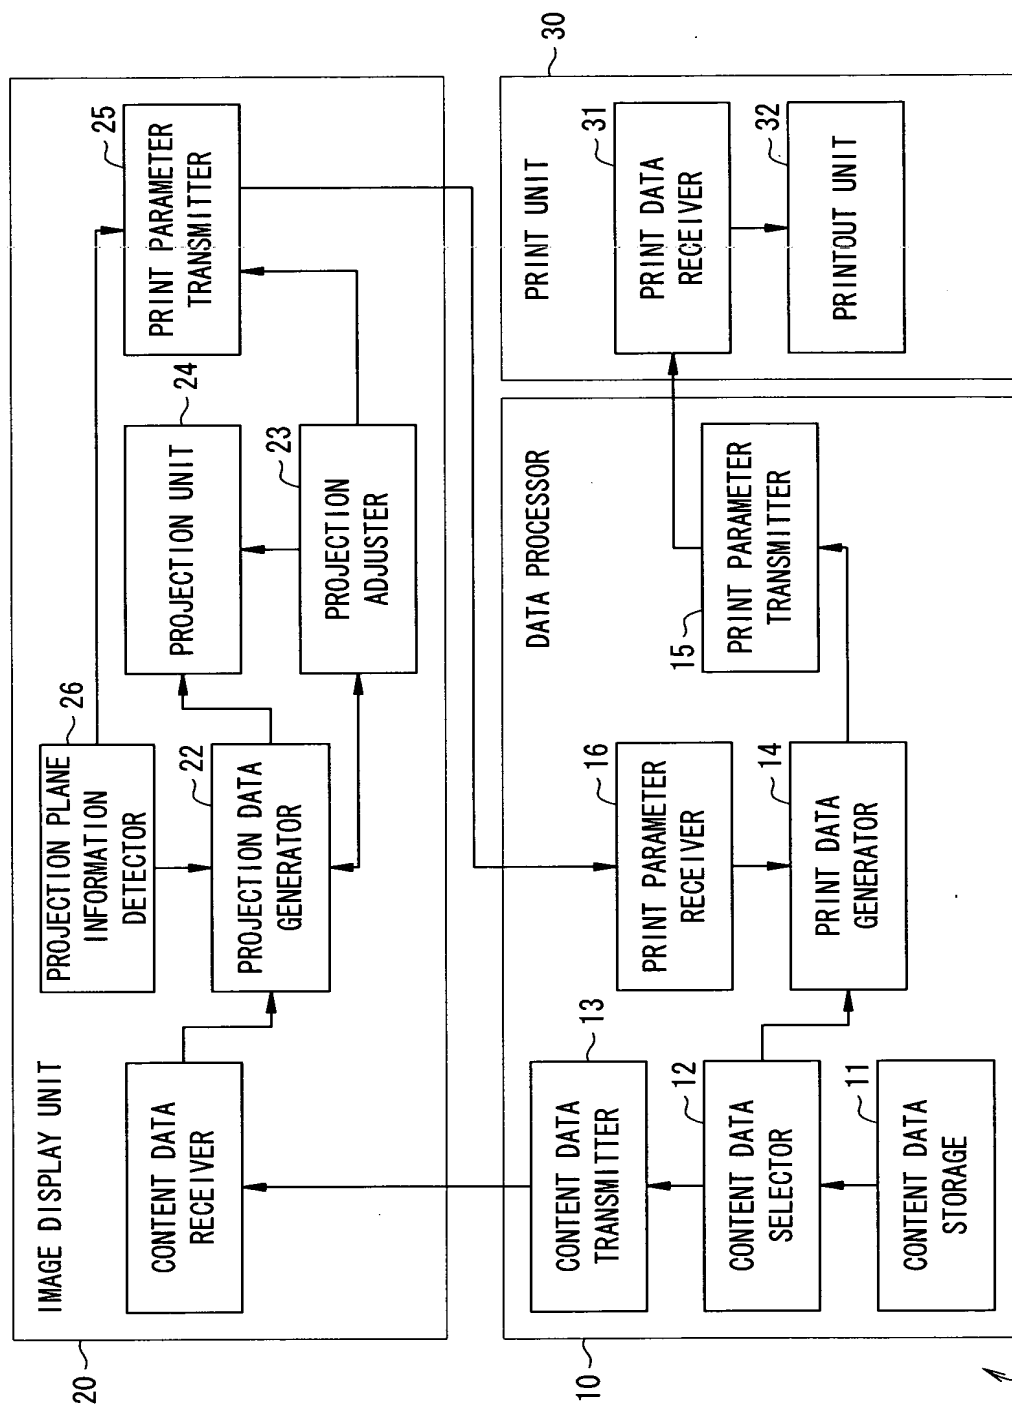 IMAGE DISPLAY UNIT
20
CONTENT DATA
RECEIVER
PROJECTION PLANE
INFORMATION
DETECTOR
26
22
PROJECTION DATA
GENERATOR
24
PROJECTION UNIT
23
PROJECTION
ADJUSTER
25
PRINT PARAMETER
TRANSMITTER
DATA PROCESSOR
10
13
CONTENT DATA
TRANSMITTER
12
CONTENT DATA
SELECTOR
11
CONTENT DATA
STORAGE
16
PRINT PARAMETER
RECEIVER
14
PRINT DATA
GENERATOR
15
PRINT PARAMETER
TRANSMITTER
30
PRINT UNIT
31
PRINT DATA
RECEIVER
32
PRINTOUT UNIT